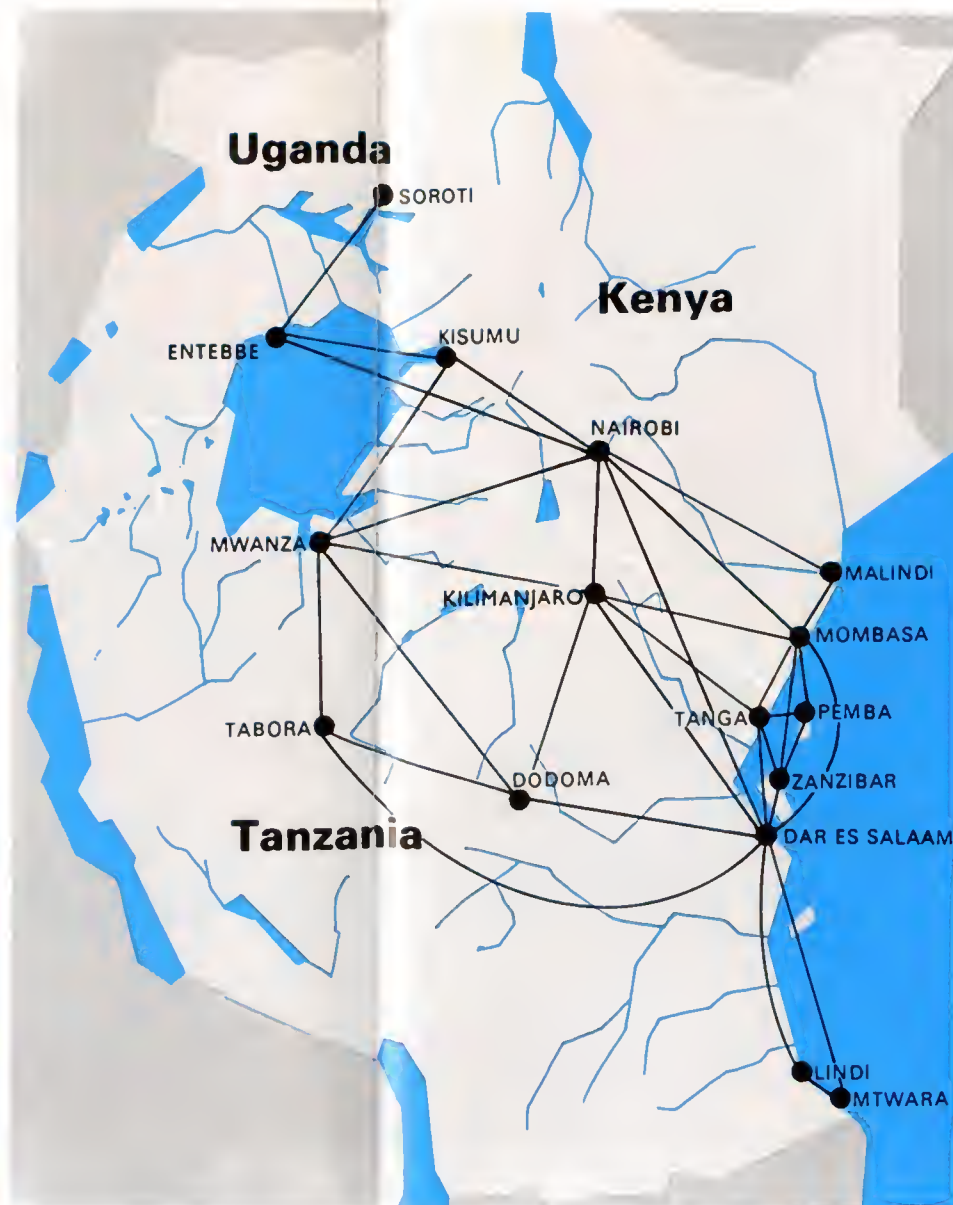 Uganda
SOROTI
Kenya
ENTEBBE
KISUMU
NAIROBI
MWANZA
KILIMANJARO
MALINDI
MOMBASA
TABORA
TANGA
PEMBA
DODOMA
ZANZIBAR
Tanzania
DAR ES SALAAM
LINDI
MTWARA